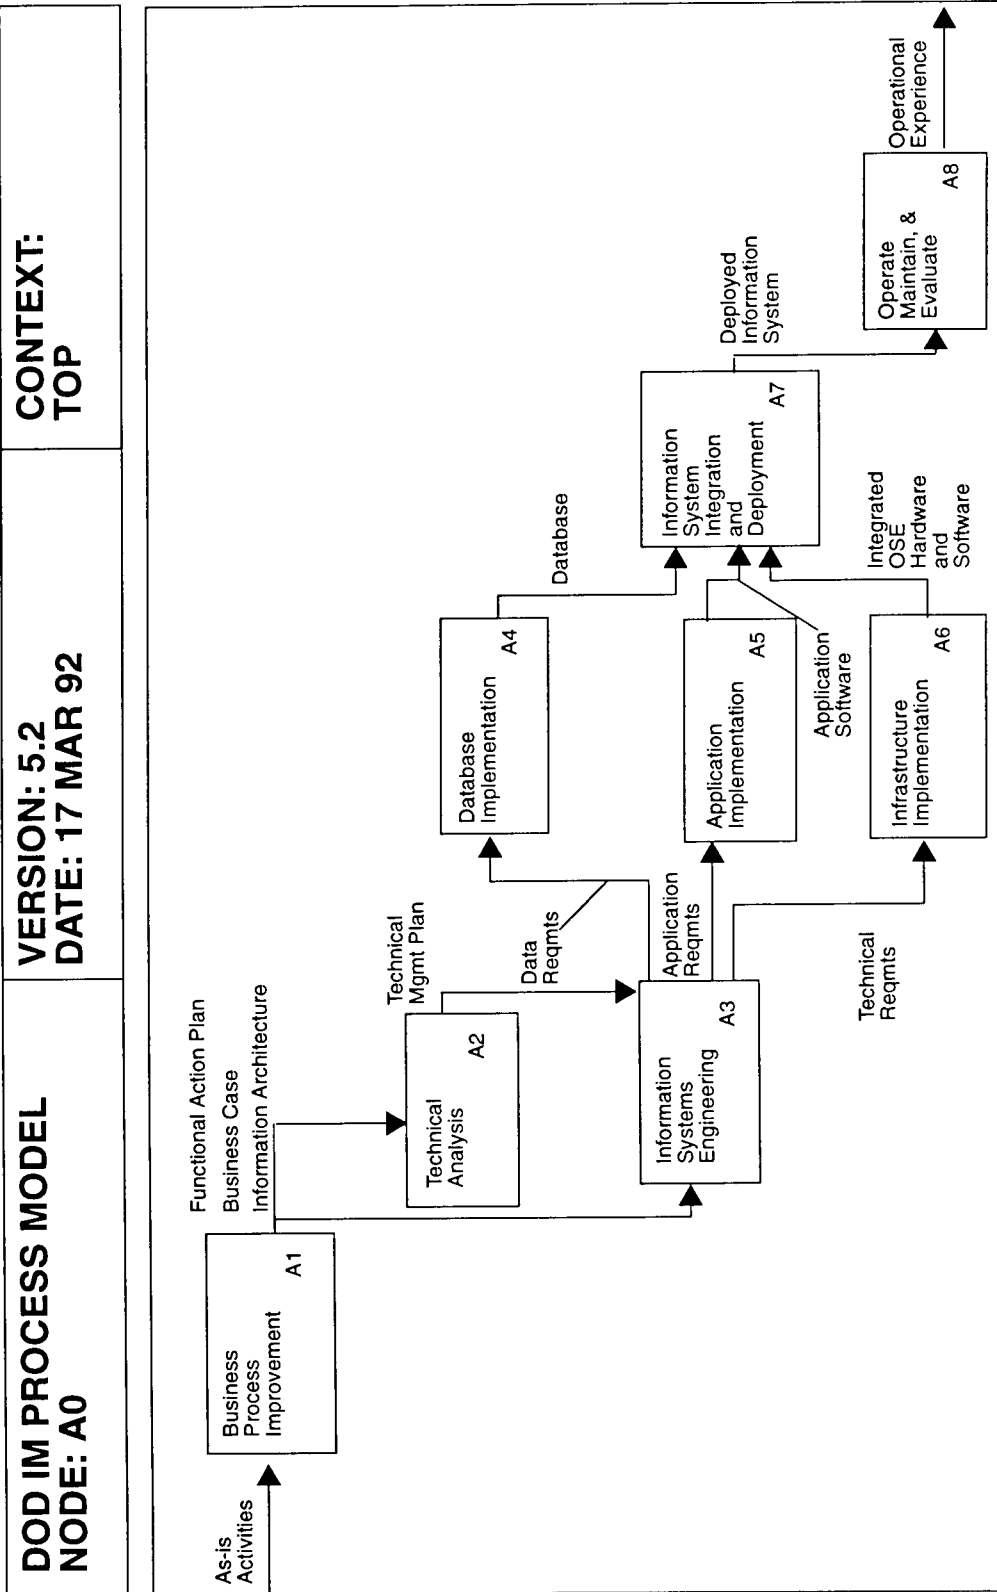 DOD IM PROCESS MODEL
NODE: A0
VERSION: 5.2
DATE: 17 MAR 92
CONTEXT:
TOP
As-is
Activities
Business
Process
Improvement
A1
Functional Action Plan
Business Case
Information Architecture
Technical
Analysis
A2
Technical
Mgmt Plan
Information
Systems
Engineering
A3
Data
Reqmts
Application
Reqmts
Technical
Reqmts
Database
Implementation
A4
Database
Application
Implementation
A5
Application
Software
Infrastructure
Implementation
A6
Integrated
OSE
Hardware
and
Software
Information
System
Integration
and
Deployment
A7
Deployed
Information
System
Operate
Maintain, &
Evaluate
A8
Operational
Experience